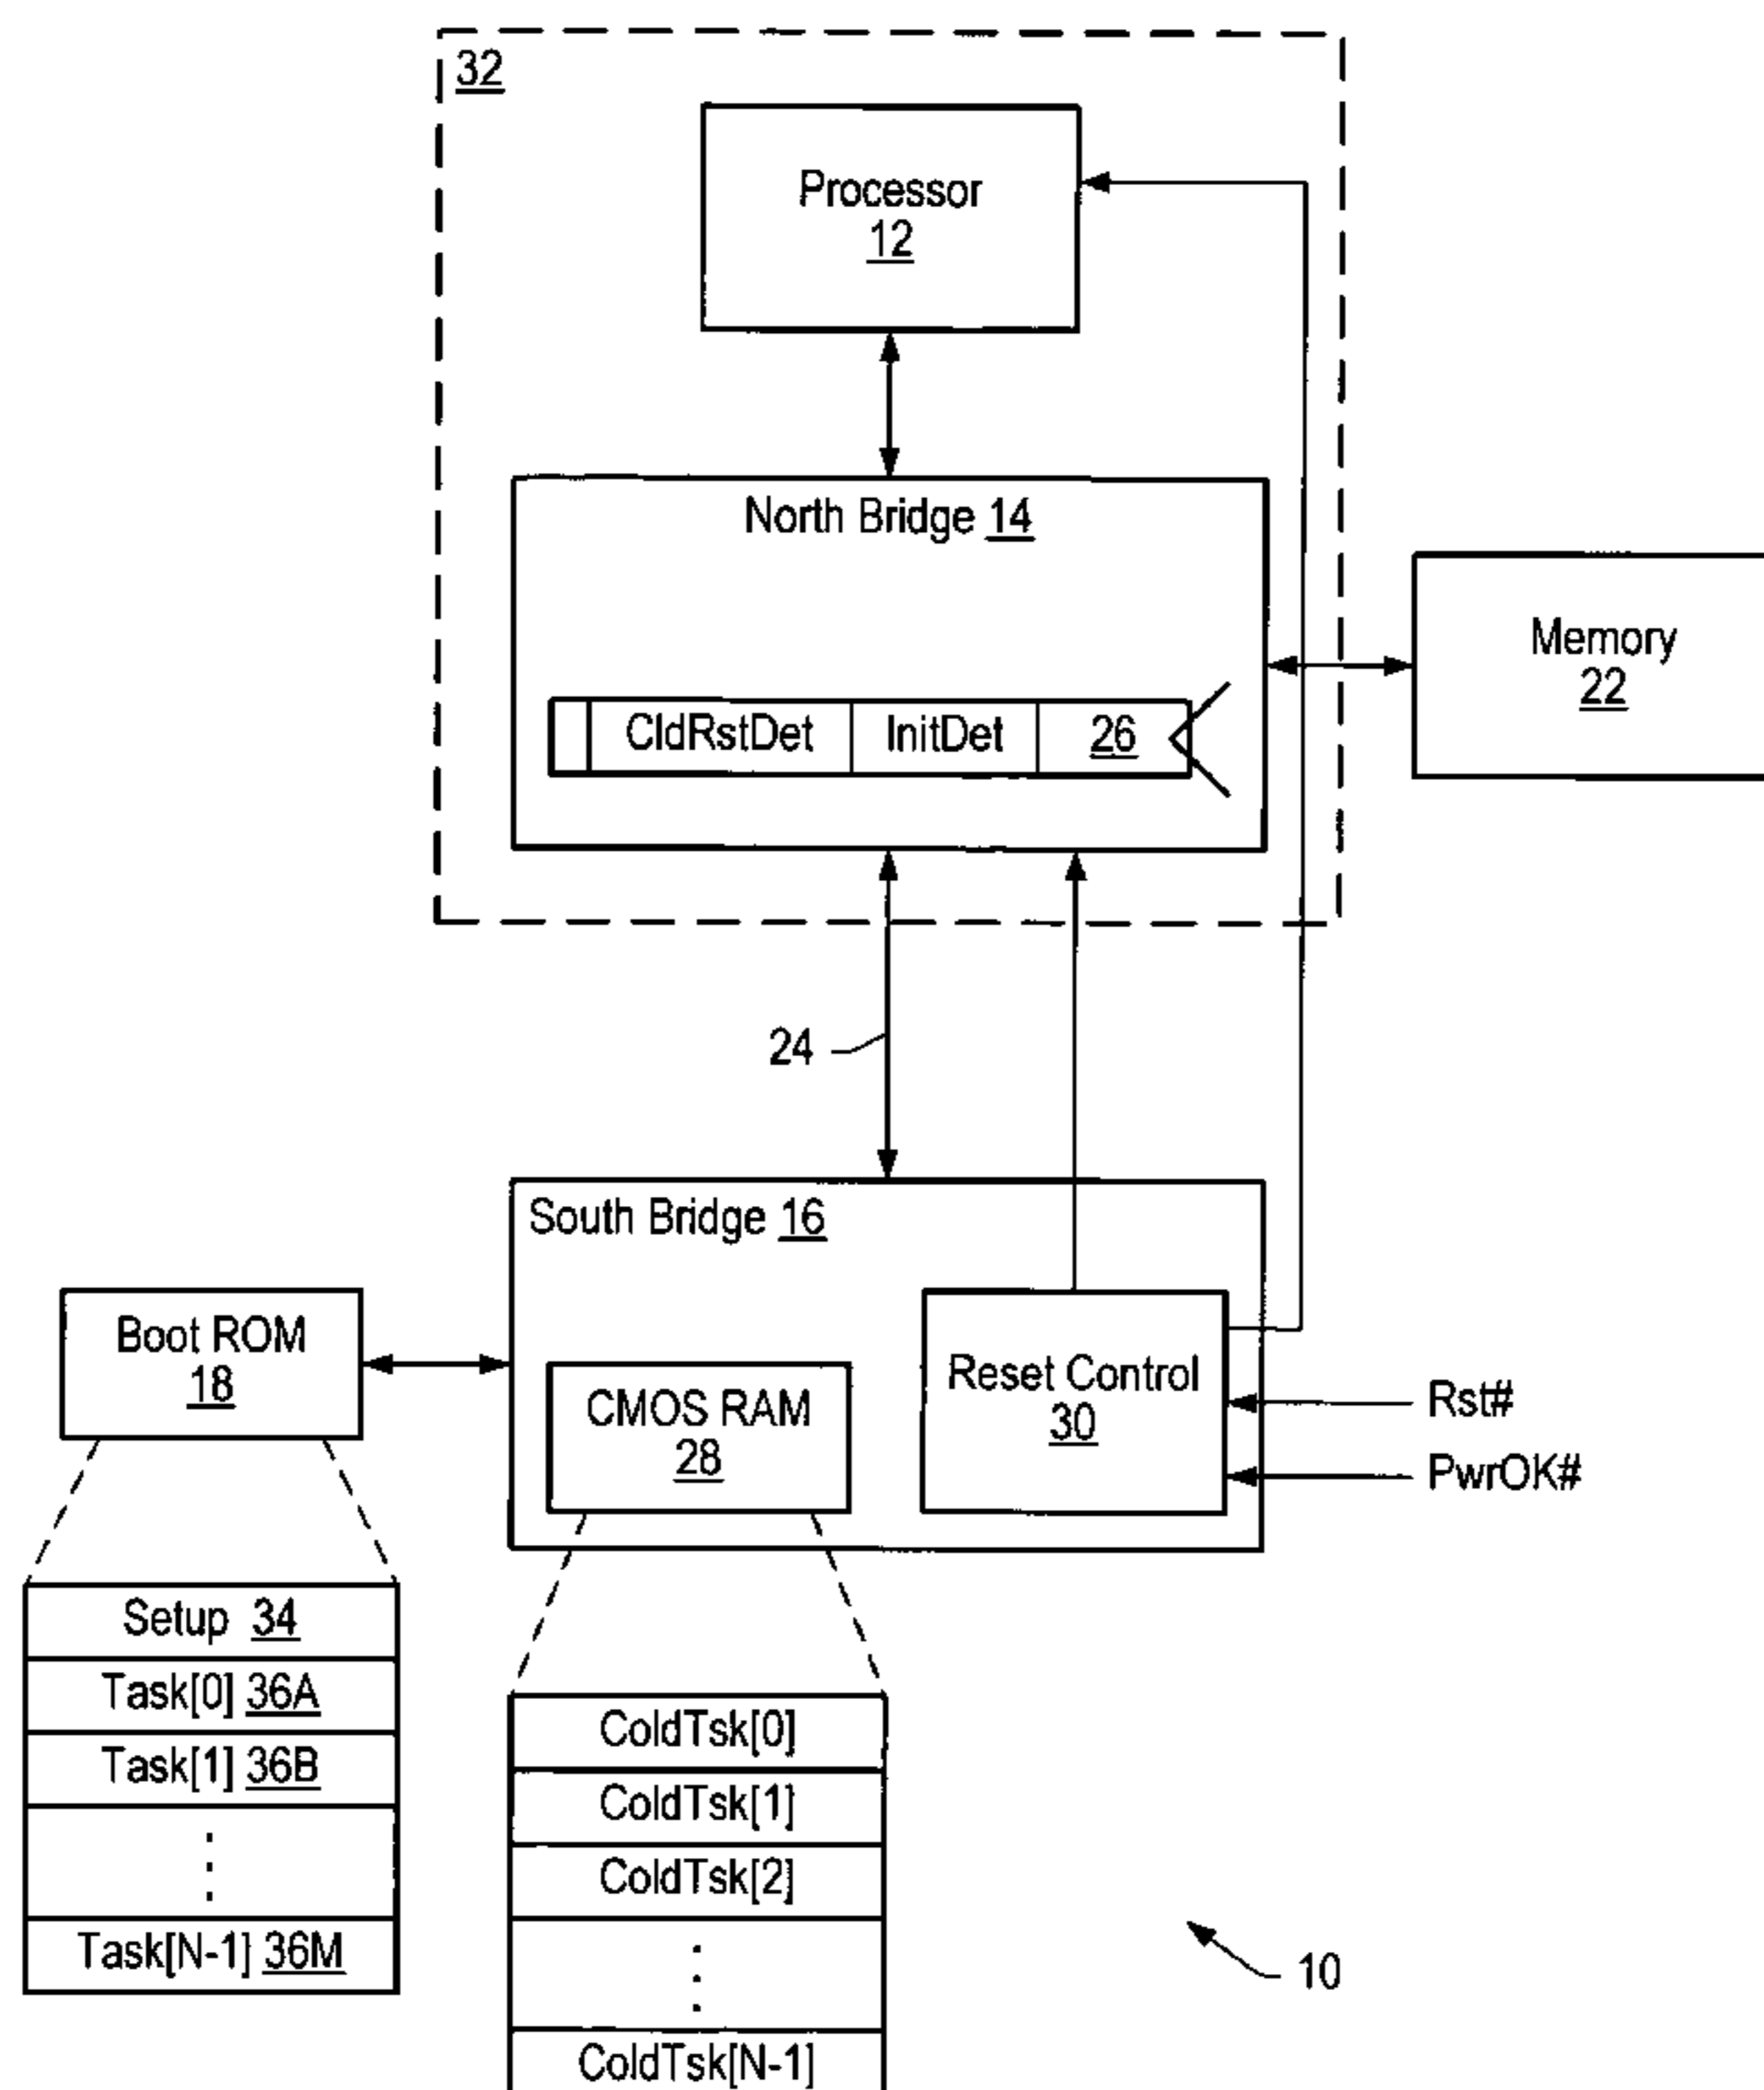 32
Processor
12
North Bridge 14
CldRstDet InitDet 26
Memory
22
24
South Bridge 16
Boot ROM
18
CMOS RAM
28
Reset Control
30
Rst#
PwrOK#
Setup 34
Task[0] 36A
Task[1] 36B
Task[N-1] 36M
ColdTsk[0]
ColdTsk[1]
ColdTsk[2]
ColdTsk[N-1]
10